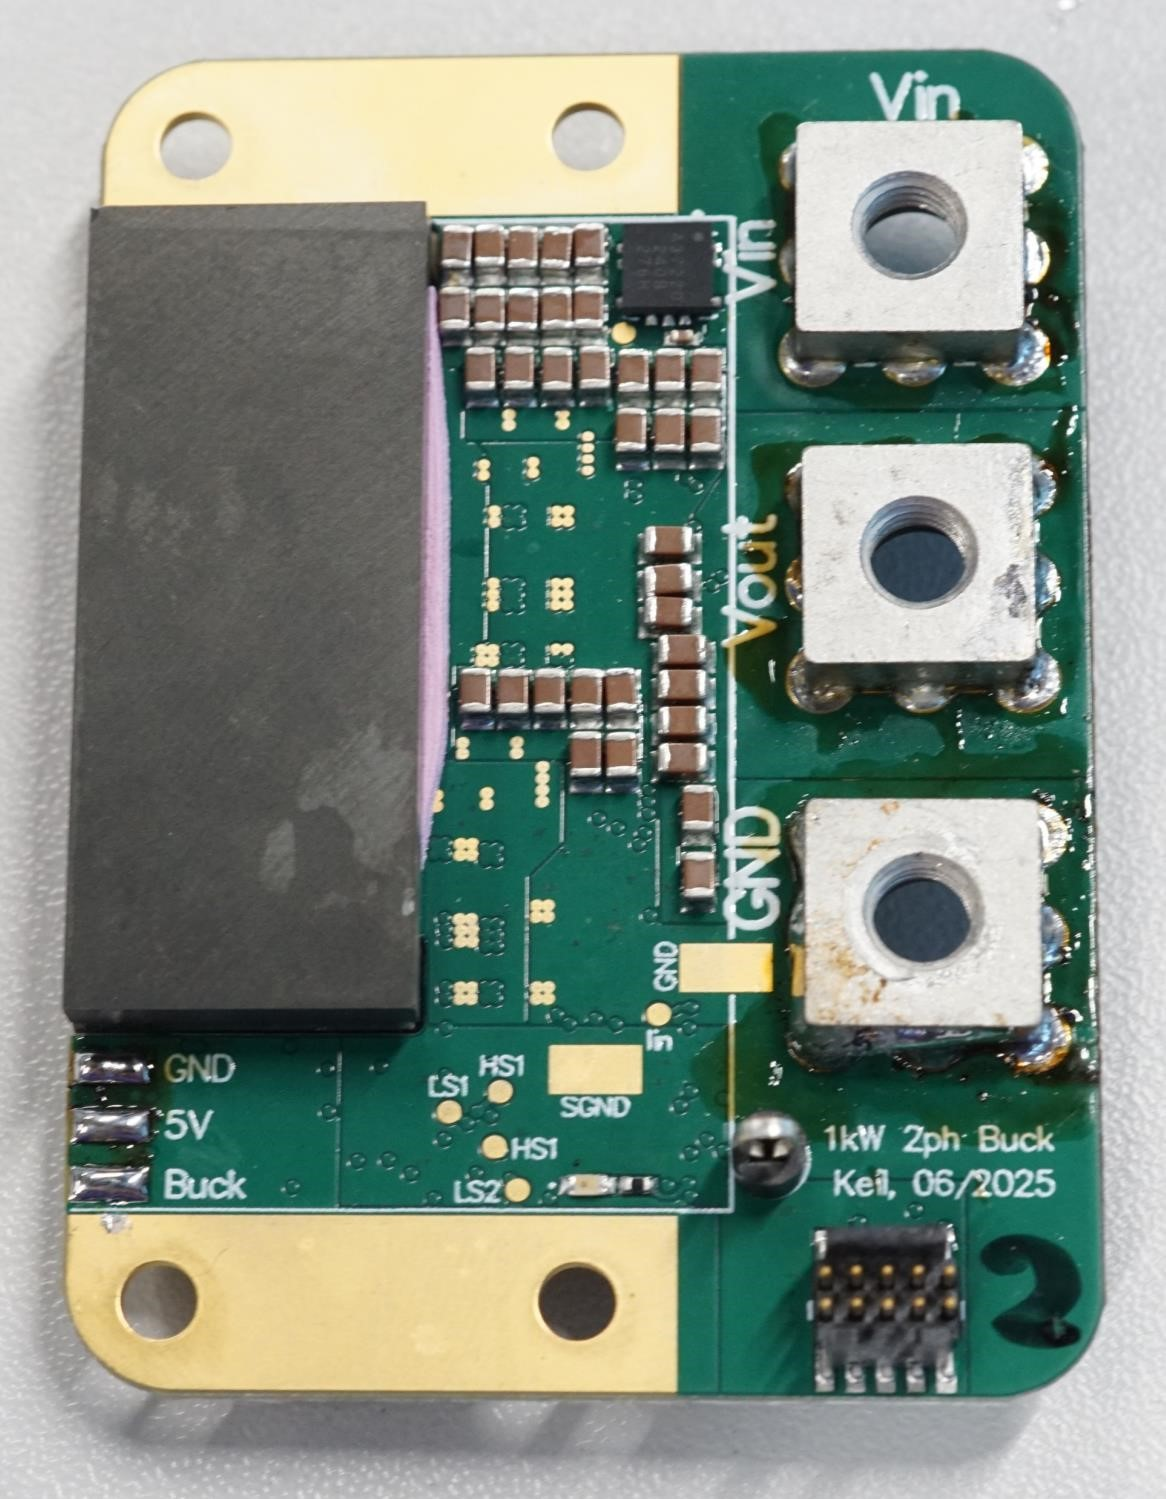 Vin
Vin
Vout
GND
GND
GND
5V
Buck
HS1
LS1
SGND
HS1
LS2
1kW 2ph Buck
Keil, 06/2025
2